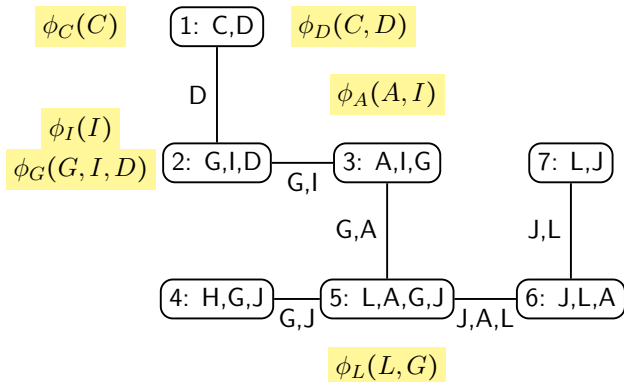 ϕ_C(C)
1: C,D
ϕ_D(C, D)
D
ϕ_A(A, I)
ϕ_I(I)
ϕ_G(G, I, D)
2: G,I,D
G,I
3: A,I,G
7: L,J
G,A
J,L
4: H,G,J
G,J
5: L,A,G,J
J,A,L
6: J,L,A
ϕ_L(L, G)